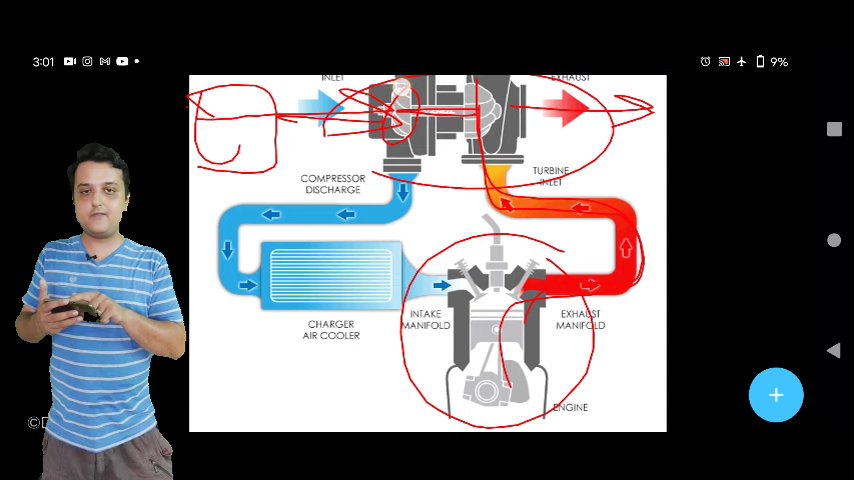 3:01
9%
INLET
EXHAUST
COMPRESSOR
DISCHARGE
TURBINE
INLET
INTAKE
MANIFOLD
EXHAUST
MANIFOLD
CHARGER
AIR COOLER
ENGINE